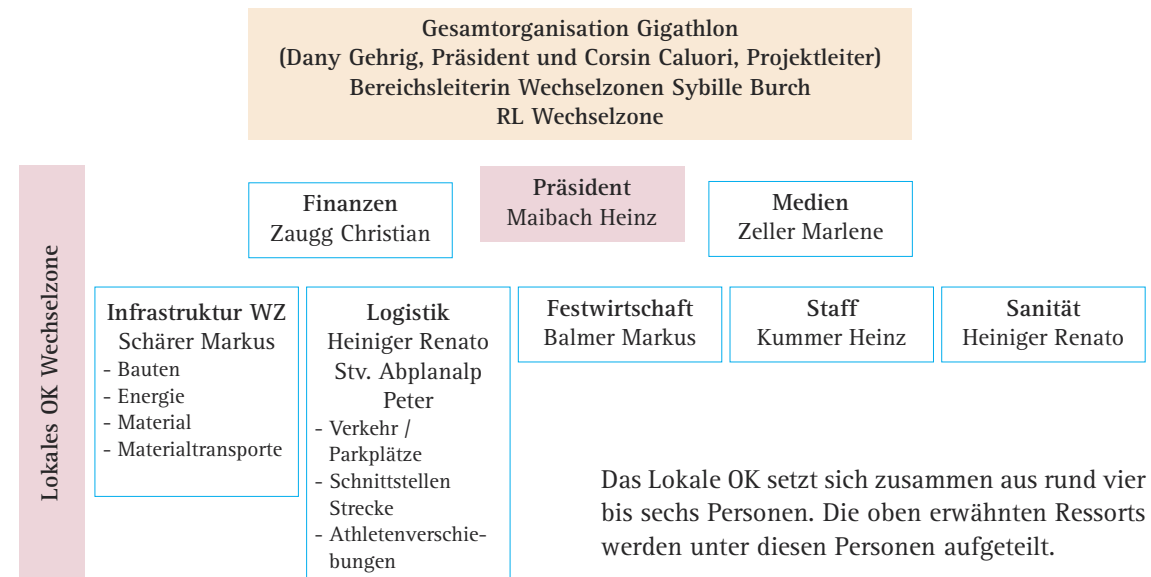 Gesamtorganisation Gigathlon
(Dany Gehrig, Präsident und Corsin Caluori, Projektleiter)
Bereichsleiterin Wechselzonen Sybille Burch
RL Wechselzone
Lokales OK Wechselzone
Finanzen
Zaugg Christian
Präsident
Maibach Heinz
Medien
Zeller Marlene
Infrastruktur WZ
Schärer Markus
- Bauten
- Energie
- Material
- Materialtransporte
Logistik
Heiniger Renato
Stv. Abplanalp
Peter
- Verkehr /
Parkplätze
- Schnittstellen
Strecke
- Athletenverschie-
bungen
Festwirtschaft
Balmer Markus
Staff
Kummer Heinz
Sanität
Heiniger Renato
Das Lokale OK setzt sich zusammen aus rund vier
bis sechs Personen. Die oben erwähnten Ressorts
werden unter diesen Personen aufgeteilt.